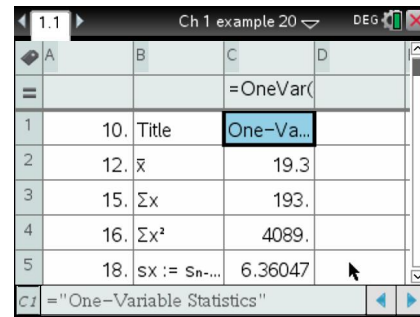 1.1 Ch 1 example 20 DEG
A B C D
= =OneVar(
1 10. Title One-Va...
2 12. x̄ 19.3
3 15. Σx 193.
4 16. Σx² 4089.
5 18. sx := sₙ-... 6.36047
C1 ="One-Variable Statistics"